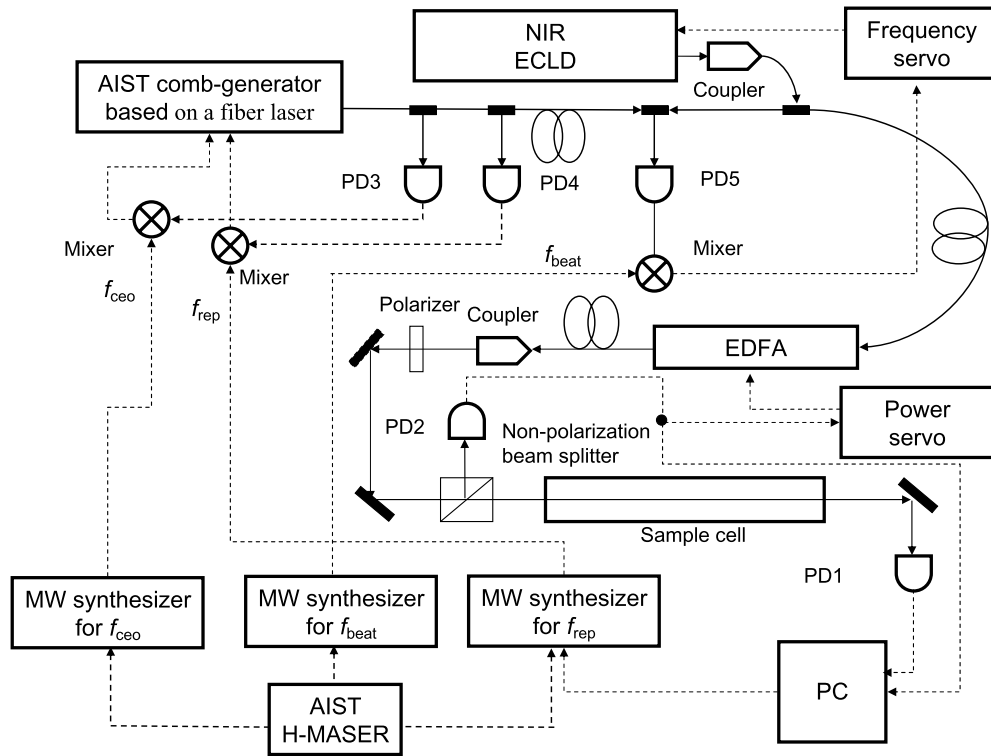 NIR
ECLD
Frequency
servo
Coupler
AIST comb-generator
based on a fiber laser
PD3
PD4
PD5
Mixer
Mixer
Mixer
f_ceo
f_rep
f_beat
Polarizer
Coupler
EDFA
PD2
Non-polarization
beam splitter
Power
servo
Sample cell
PD1
MW synthesizer
for f_ceo
MW synthesizer
for f_beat
MW synthesizer
for f_rep
PC
AIST
H-MASER